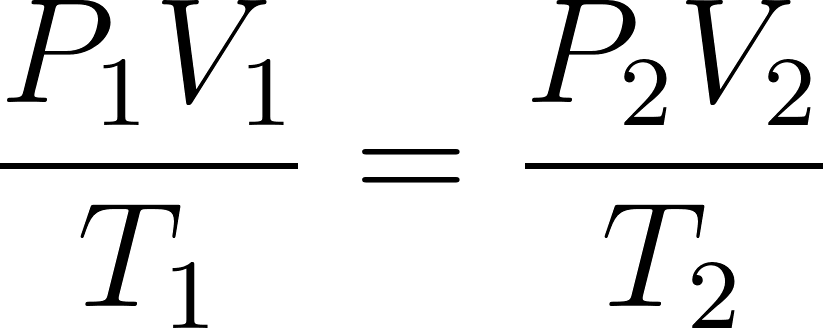 P₁V₁ / T₁ = P₂V₂ / T₂